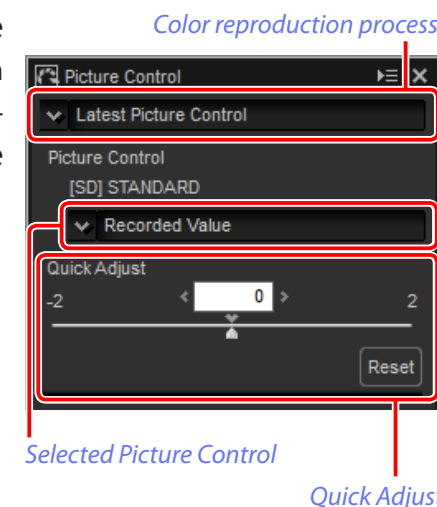 Color reproduction process
Picture Control
Latest Picture Control
Picture Control
[SD] STANDARD
Recorded Value
Quick Adjust
-2 < 0 > 2
Reset
Selected Picture Control
Quick Adjust